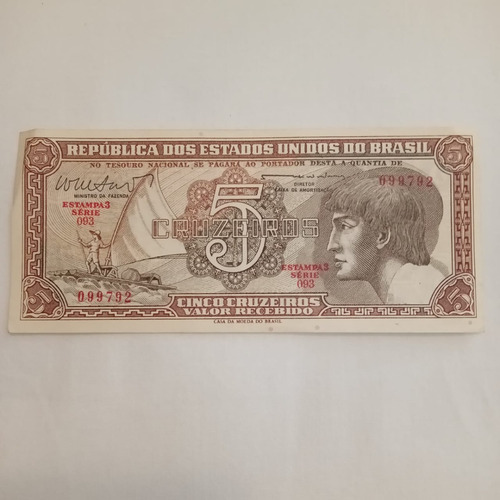 5 REPÚBLICA DOS ESTADOS UNIDOS DO BRASIL 5
NO TESOURO NACIONAL SE PAGARÁ AO PORTADOR DESTA A QUANTIA DE
MINISTRO DA FAZENDA
DIRETOR
CAIXA DE AMORTIZAÇÃO
099792
ESTAMPA 3
SÉRIE
093
5
CRUZEIROS
ESTAMPA 3
SÉRIE
093
099792
5 CINCO CRUZEIROS 5
VALOR RECEBIDO
CASA DA MOEDA DO BRASIL